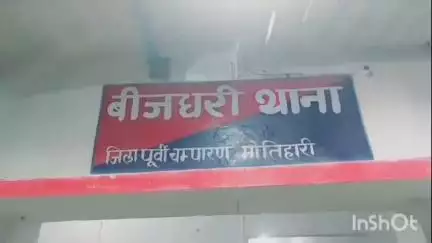 बीजधरी थाना
जिला पूर्वी चम्पारण, मोतिहारी
InShOt